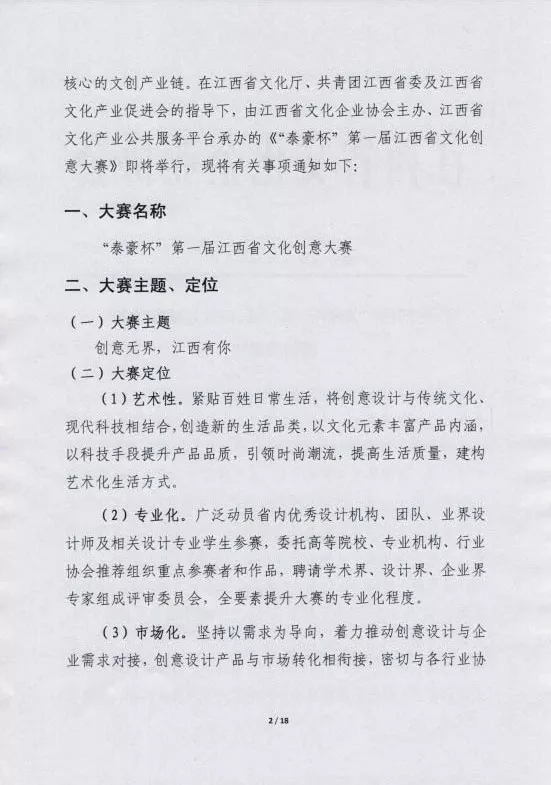 核心的文创产业链。在江西省文化厅、共青团江西省委及江西省
文化产业促进会的指导下，由江西省文化企业协会主办、江西省
文化产业公共服务平台承办的《“泰豪杯”第一届江西省文化创
意大赛》即将举行，现将有关事项通知如下：
一、大赛名称
“泰豪杯”第一届江西省文化创意大赛
二、大赛主题、定位
（一）大赛主题
创意无界，江西有你
（二）大赛定位
（1）艺术性。紧贴百姓日常生活，将创意设计与传统文化、
现代科技相结合，创造新的生活品类，以文化元素丰富产品内涵，
以科技手段提升产品品质，引领时尚潮流，提高生活质量，建构
艺术化生活方式。
（2）专业化。广泛动员省内优秀设计机构、团队、业界设
计师及相关设计专业学生参赛，委托高等院校、专业机构、行业
协会推荐组织重点参赛者和作品，聘请学术界、设计界、企业界
专家组成评审委员会，全要素提升大赛的专业化程度。
（3）市场化。坚持以需求为导向，着力推动创意设计与企
业需求对接，创意设计产品与市场转化相衔接，密切与各行业协
2 / 18